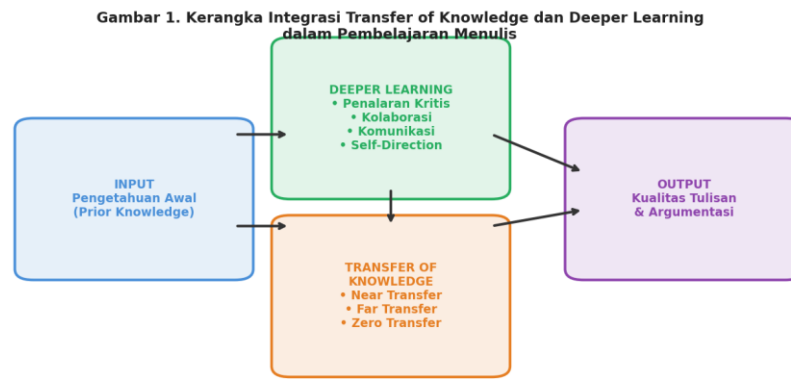 Gambar 1. Kerangka Integrasi Transfer of Knowledge dan Deeper Learning
dalam Pembelajaran Menulis
INPUT
Pengetahuan Awal
(Prior Knowledge)
DEEPER LEARNING
• Penalaran Kritis
• Kolaborasi
• Komunikasi
• Self-Direction
TRANSFER OF
KNOWLEDGE
• Near Transfer
• Far Transfer
• Zero Transfer
OUTPUT
Kualitas Tulisan
& Argumentasi